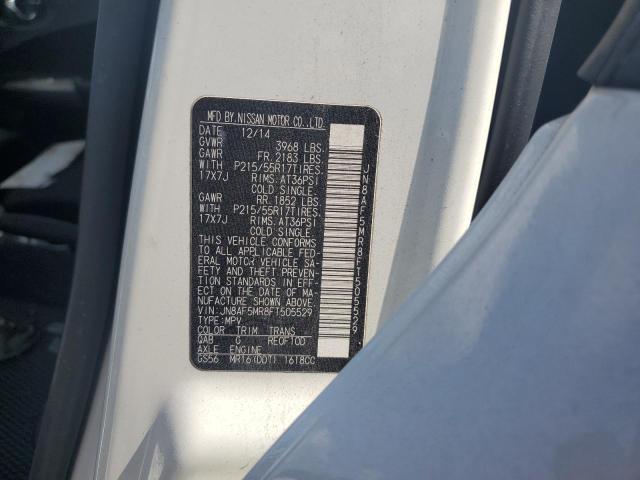 MFD BY.NISSAN MOTOR CO.,LTD.
DATE 12/14
GVWR 3968 LBS.
GAWR FR. 2183 LBS.
WITH P215/55R17TIRES.
17X7J RIMS.AT36PSI
COLD SINGLE.
GAWR RR. 1852 LBS.
WITH P215/55R17TIRES.
17X7J RIMS.AT36PSI
COLD SINGLE.
THIS VEHICLE CONFORMS
TO ALL APPLICABLE FED-
ERAL MOTOR VEHICLE SA-
FETY AND THEFT PREVEN-
TION STANDARDS IN EFF-
ECT ON THE DATE OF MA-
NUFACTURE SHOWN ABOVE.
VIN: JN8AF5MR8FT505529
TYPE: MPV
COLOR TRIM TRANS
QAB G RE0F10D
AXLE ENGINE
GS56 MR16(DDT) 1618CC
JN8AF5MR8FT505529